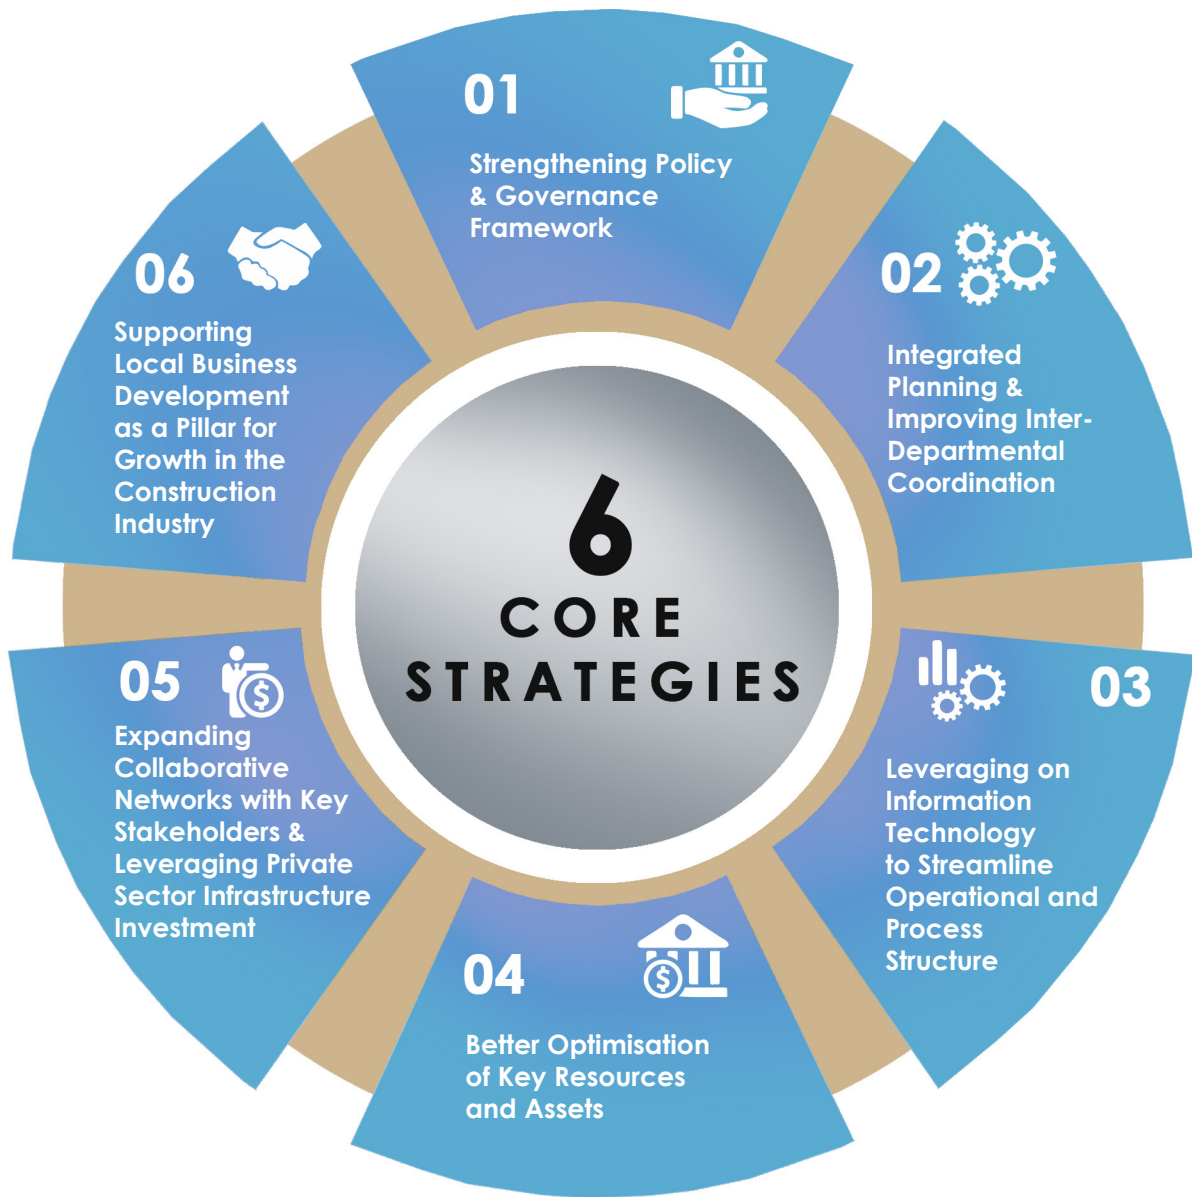 6
CORE
STRATEGIES
01
Strengthening Policy
& Governance
Framework
02
Integrated
Planning &
Improving Inter-
Departmental
Coordination
03
Leveraging on
Information
Technology
to Streamline
Operational and
Process
Structure
04
Better Optimisation
of Key Resources
and Assets
05
Expanding
Collaborative
Networks with Key
Stakeholders &
Leveraging Private
Sector Infrastructure
Investment
06
Supporting
Local Business
Development
as a Pillar for
Growth in the
Construction
Industry